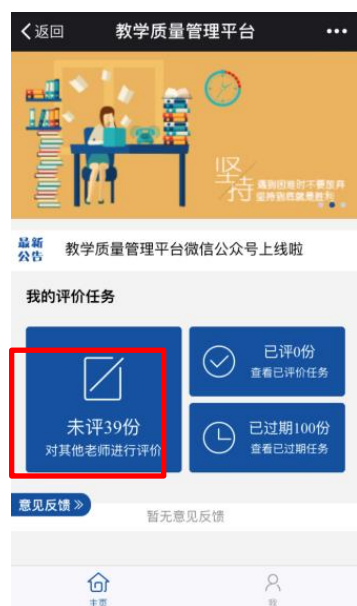 返回 教学质量管理平台
坚持
遇到困难时不要放弃
坚持到底就是胜利
最新公告 教学质量管理平台微信公众号上线啦
我的评价任务
未评39份
对其他老师进行评价
已评0份
查看已评价任务
已过期100份
查看已过期任务
意见反馈
暂无意见反馈
主页 我